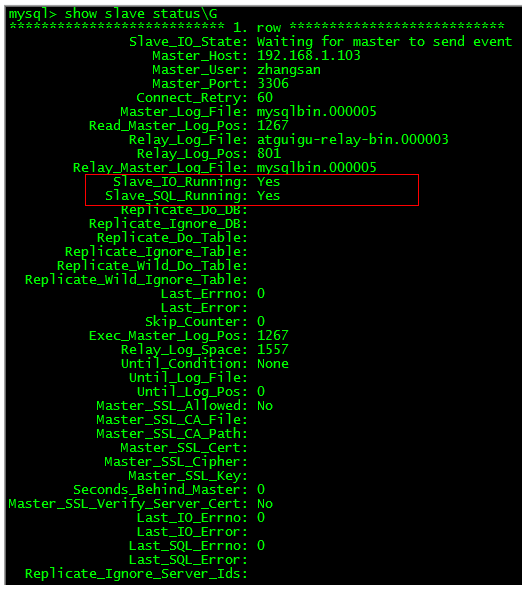 mysql> show slave status\G
*************************** 1. row ***************************
Slave_IO_State: Waiting for master to send event
Master_Host: 192.168.1.103
Master_User: zhangsan
Master_Port: 3306
Connect_Retry: 60
Master_Log_File: mysqlbin.000005
Read_Master_Log_Pos: 1267
Relay_Log_File: atguigu-relay-bin.000003
Relay_Log_Pos: 801
Relay_Master_Log_File: mysqlbin.000005
Slave_IO_Running: Yes
Slave_SQL_Running: Yes
Replicate_Do_DB:
Replicate_Ignore_DB:
Replicate_Do_Table:
Replicate_Ignore_Table:
Replicate_Wild_Do_Table:
Replicate_Wild_Ignore_Table:
Last_Errno: 0
Last_Error:
Skip_Counter: 0
Exec_Master_Log_Pos: 1267
Relay_Log_Space: 1557
Until_Condition: None
Until_Log_File:
Until_Log_Pos: 0
Master_SSL_Allowed: No
Master_SSL_CA_File:
Master_SSL_CA_Path:
Master_SSL_Cert:
Master_SSL_Cipher:
Master_SSL_Key:
Seconds_Behind_Master: 0
Master_SSL_Verify_Server_Cert: No
Last_IO_Errno: 0
Last_IO_Error:
Last_SQL_Errno: 0
Last_SQL_Error:
Replicate_Ignore_Server_Ids: